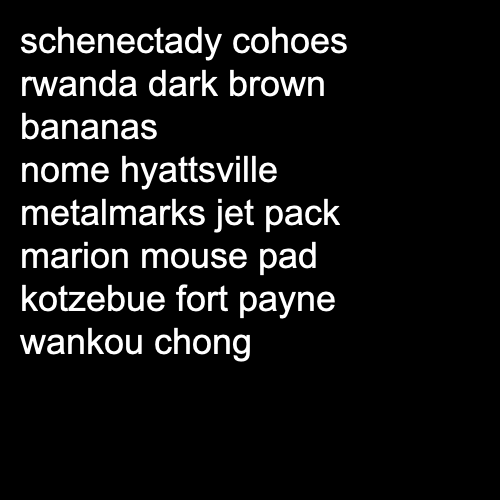 schenectady cohoes
rwanda dark brown
bananas
nome hyattsville
metalmarks jet pack
marion mouse pad
kotzebue fort payne
wankou chong